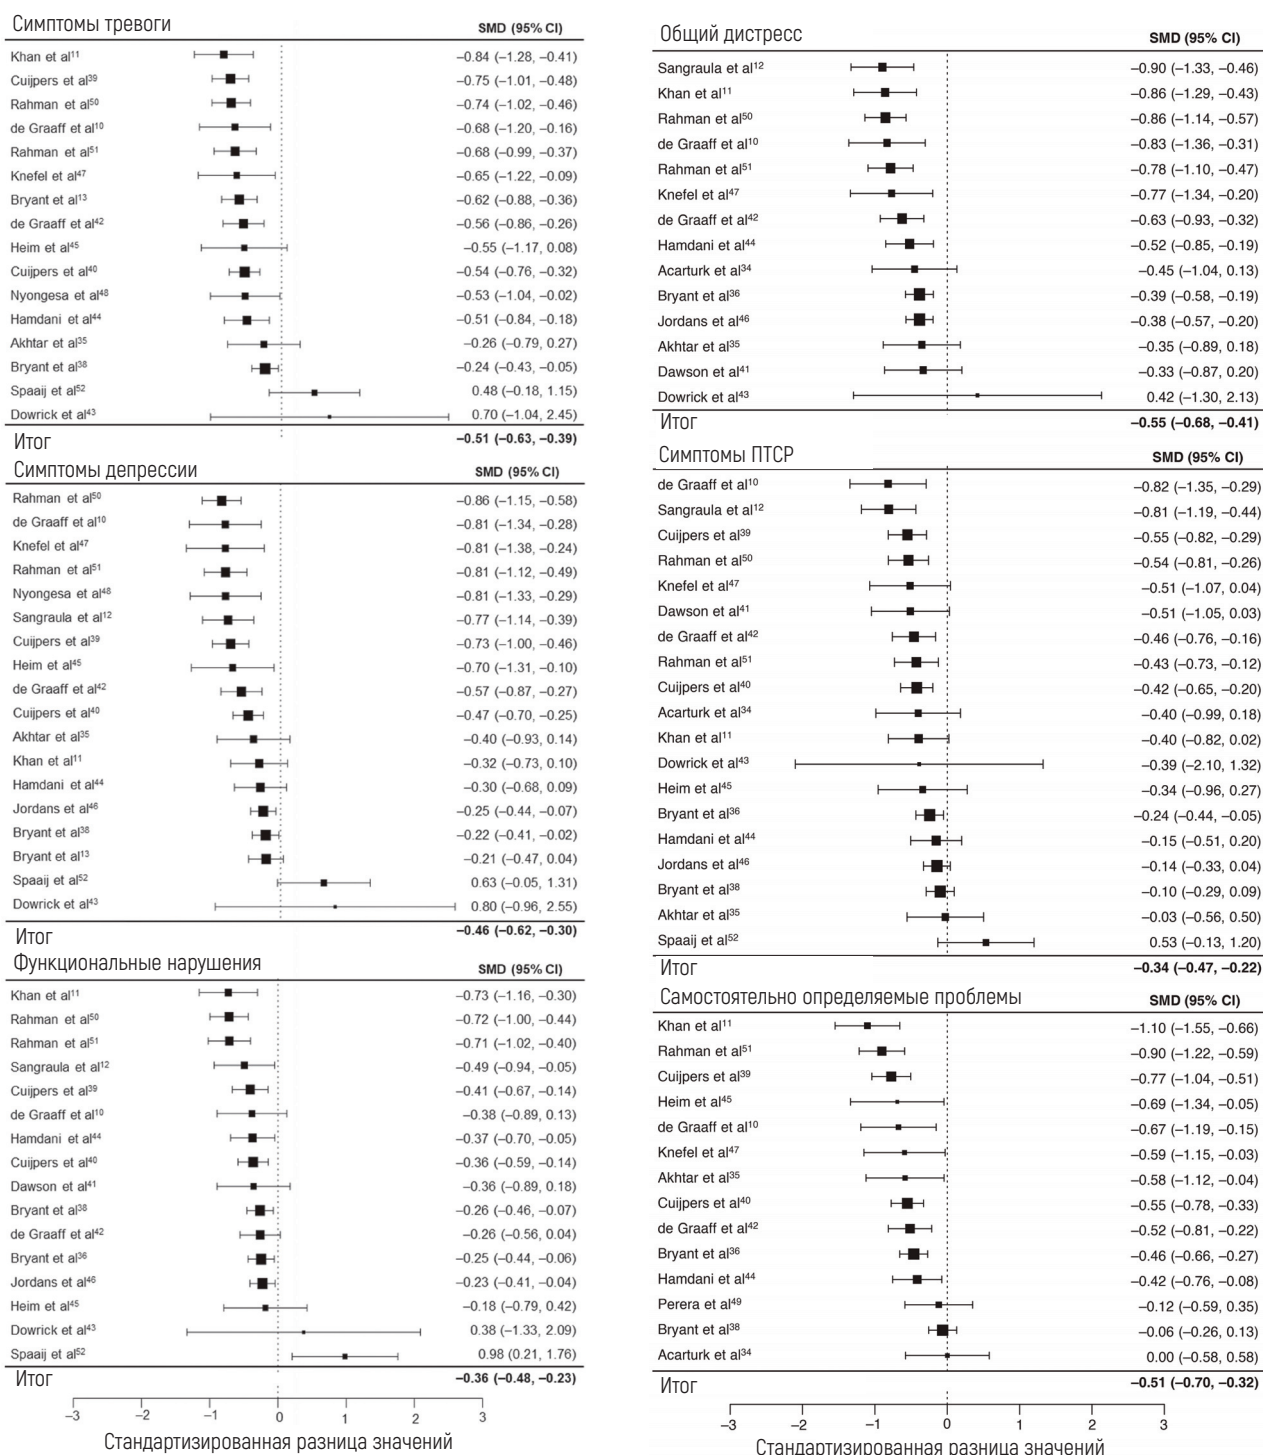 Симптомы тревоги
SMD (95% CI)
Khan et al11 −0.84 (−1.28, −0.41)
Cuijpers et al39 −0.75 (−1.01, −0.48)
Rahman et al50 −0.74 (−1.02, −0.46)
de Graaff et al10 −0.68 (−1.20, −0.16)
Rahman et al51 −0.68 (−0.99, −0.37)
Knefel et al47 −0.65 (−1.22, −0.09)
Bryant et al13 −0.62 (−0.88, −0.36)
de Graaff et al42 −0.56 (−0.86, −0.26)
Heim et al45 −0.55 (−1.17, 0.08)
Cuijpers et al40 −0.54 (−0.76, −0.32)
Nyongesa et al48 −0.53 (−1.04, −0.02)
Hamdani et al44 −0.51 (−0.84, −0.18)
Akhtar et al35 −0.26 (−0.79, 0.27)
Bryant et al38 −0.24 (−0.43, −0.05)
Spaaij et al52 0.48 (−0.18, 1.15)
Dowrick et al43 0.70 (−1.04, 2.45)
Итог −0.51 (−0.63, −0.39)
Симптомы депрессии
SMD (95% CI)
Rahman et al50 −0.86 (−1.15, −0.58)
de Graaff et al10 −0.81 (−1.34, −0.28)
Knefel et al47 −0.81 (−1.38, −0.24)
Rahman et al51 −0.81 (−1.12, −0.49)
Nyongesa et al48 −0.81 (−1.33, −0.29)
Sangraula et al12 −0.77 (−1.14, −0.39)
Cuijpers et al39 −0.73 (−1.00, −0.46)
Heim et al45 −0.70 (−1.31, −0.10)
de Graaff et al42 −0.57 (−0.87, −0.27)
Cuijpers et al40 −0.47 (−0.70, −0.25)
Akhtar et al35 −0.40 (−0.93, 0.14)
Khan et al11 −0.32 (−0.73, 0.10)
Hamdani et al44 −0.30 (−0.68, 0.09)
Jordans et al46 −0.25 (−0.44, −0.07)
Bryant et al38 −0.22 (−0.41, −0.02)
Bryant et al13 −0.21 (−0.47, 0.04)
Spaaij et al52 0.63 (−0.05, 1.31)
Dowrick et al43 0.80 (−0.96, 2.55)
Итог −0.46 (−0.62, −0.30)
Функциональные нарушения
SMD (95% CI)
Khan et al11 −0.73 (−1.16, −0.30)
Rahman et al50 −0.72 (−1.00, −0.44)
Rahman et al51 −0.71 (−1.02, −0.40)
Sangraula et al12 −0.49 (−0.94, −0.05)
Cuijpers et al39 −0.41 (−0.67, −0.14)
de Graaff et al10 −0.38 (−0.89, 0.13)
Hamdani et al44 −0.37 (−0.70, −0.05)
Cuijpers et al40 −0.36 (−0.59, −0.14)
Dawson et al41 −0.36 (−0.89, 0.18)
Bryant et al38 −0.26 (−0.46, −0.07)
de Graaff et al42 −0.26 (−0.56, 0.04)
Bryant et al36 −0.25 (−0.44, −0.06)
Jordans et al46 −0.23 (−0.41, −0.04)
Heim et al45 −0.18 (−0.79, 0.42)
Dowrick et al43 0.38 (−1.33, 2.09)
Spaaij et al52 0.98 (0.21, 1.76)
Итог −0.36 (−0.48, −0.23)
−3 −2 −1 0 1 2 3
Стандартизированная разница значений
Общий дистресс
SMD (95% CI)
Sangraula et al12 −0.90 (−1.33, −0.46)
Khan et al11 −0.86 (−1.29, −0.43)
Rahman et al50 −0.86 (−1.14, −0.57)
de Graaff et al10 −0.83 (−1.36, −0.31)
Rahman et al51 −0.78 (−1.10, −0.47)
Knefel et al47 −0.77 (−1.34, −0.20)
de Graaff et al42 −0.63 (−0.93, −0.32)
Hamdani et al44 −0.52 (−0.85, −0.19)
Acarturk et al34 −0.45 (−1.04, 0.13)
Bryant et al36 −0.39 (−0.58, −0.19)
Jordans et al46 −0.38 (−0.57, −0.20)
Akhtar et al35 −0.35 (−0.89, 0.18)
Dawson et al41 −0.33 (−0.87, 0.20)
Dowrick et al43 0.42 (−1.30, 2.13)
Итог −0.55 (−0.68, −0.41)
Симптомы ПТСР
SMD (95% CI)
de Graaff et al10 −0.82 (−1.35, −0.29)
Sangraula et al12 −0.81 (−1.19, −0.44)
Cuijpers et al39 −0.55 (−0.82, −0.29)
Rahman et al50 −0.54 (−0.81, −0.26)
Knefel et al47 −0.51 (−1.07, 0.04)
Dawson et al41 −0.51 (−1.05, 0.03)
de Graaff et al42 −0.46 (−0.76, −0.16)
Rahman et al51 −0.43 (−0.73, −0.12)
Cuijpers et al40 −0.42 (−0.65, −0.20)
Acarturk et al34 −0.40 (−0.99, 0.18)
Khan et al11 −0.40 (−0.82, 0.02)
Dowrick et al43 −0.39 (−2.10, 1.32)
Heim et al45 −0.34 (−0.96, 0.27)
Bryant et al36 −0.24 (−0.44, −0.05)
Hamdani et al44 −0.15 (−0.51, 0.20)
Jordans et al46 −0.14 (−0.33, 0.04)
Bryant et al38 −0.10 (−0.29, 0.09)
Akhtar et al35 −0.03 (−0.56, 0.50)
Spaaij et al52 0.53 (−0.13, 1.20)
Итог −0.34 (−0.47, −0.22)
Самостоятельно определяемые проблемы
SMD (95% CI)
Khan et al11 −1.10 (−1.55, −0.66)
Rahman et al51 −0.90 (−1.22, −0.59)
Cuijpers et al39 −0.77 (−1.04, −0.51)
Heim et al45 −0.69 (−1.34, −0.05)
de Graaff et al10 −0.67 (−1.19, −0.15)
Knefel et al47 −0.59 (−1.15, −0.03)
Akhtar et al35 −0.58 (−1.12, −0.04)
Cuijpers et al40 −0.55 (−0.78, −0.33)
de Graaff et al42 −0.52 (−0.81, −0.22)
Bryant et al36 −0.46 (−0.66, −0.27)
Hamdani et al44 −0.42 (−0.76, −0.08)
Perera et al49 −0.12 (−0.59, 0.35)
Bryant et al38 −0.06 (−0.26, 0.13)
Acarturk et al34 0.00 (−0.58, 0.58)
Итог −0.51 (−0.70, −0.32)
−3 −2 −1 0 1 2 3
Стандартизированная разница значений